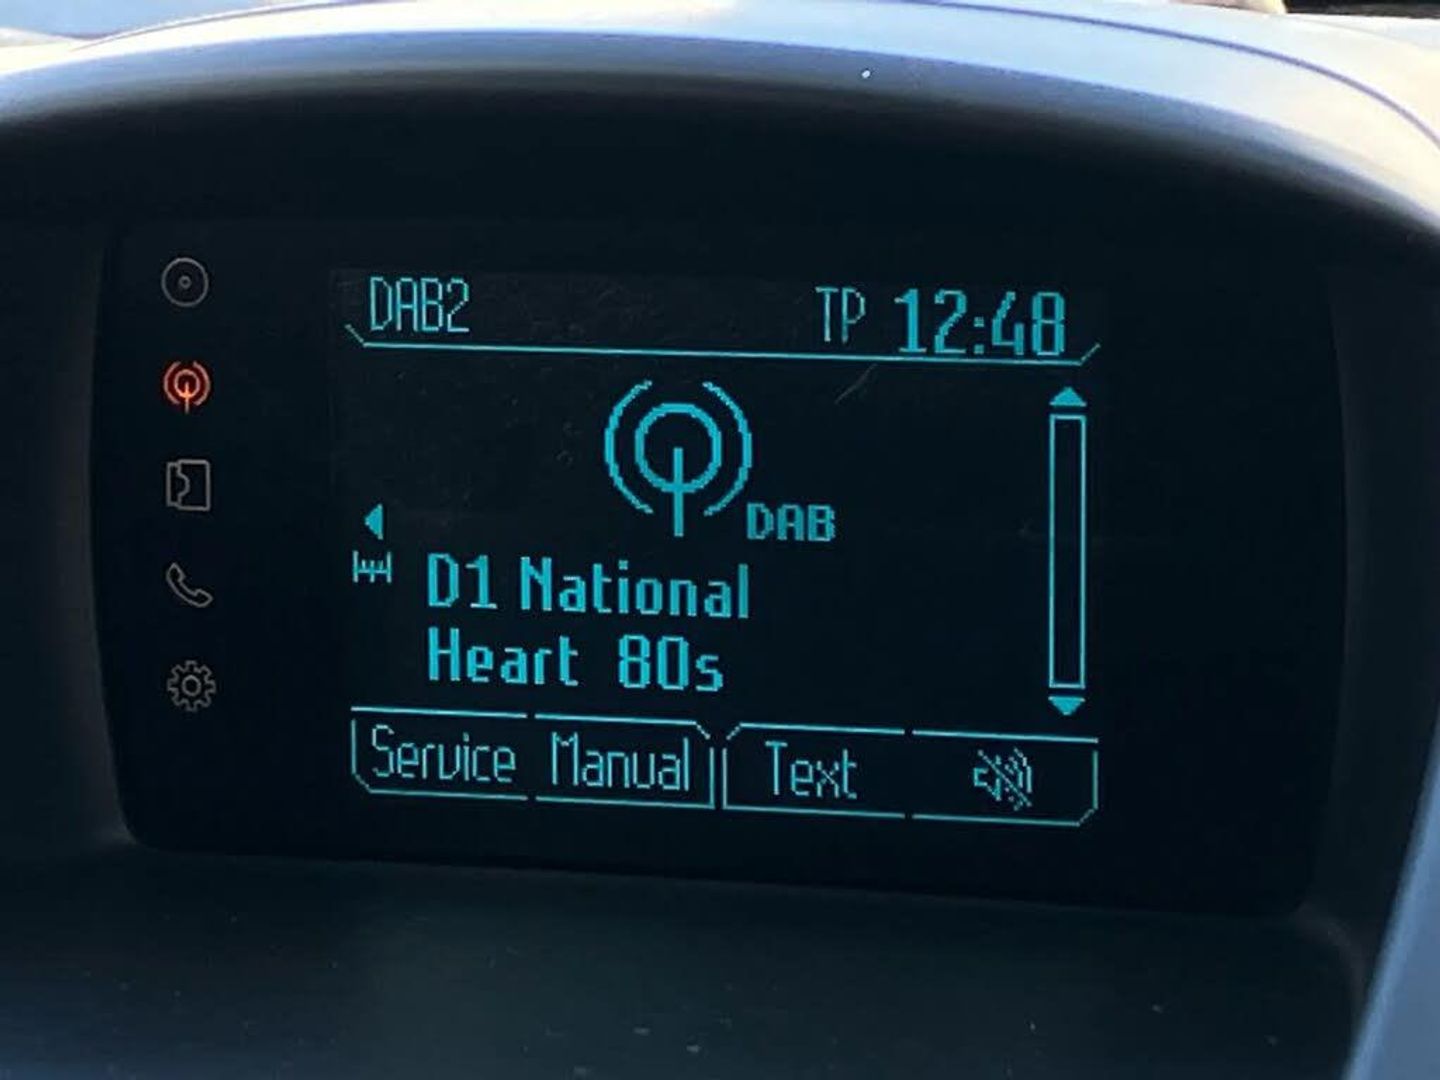 DAB2 TP 12:48
DAB
D1 National
Heart 80s
Service Manual Text